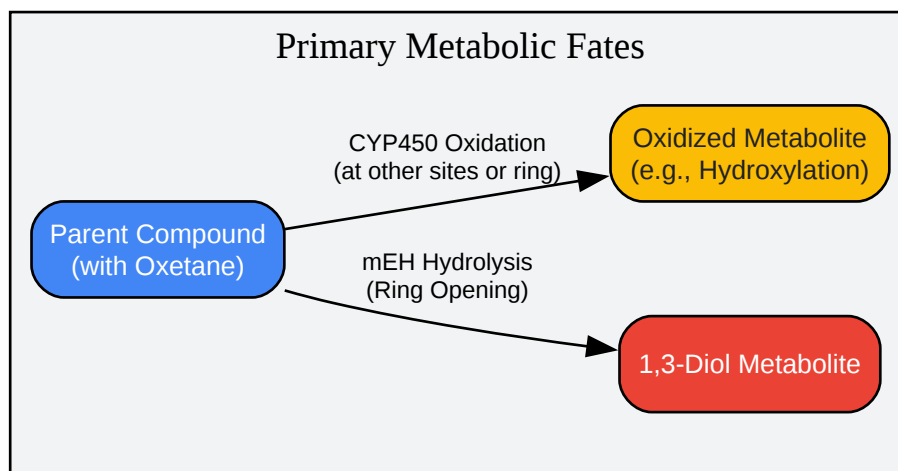 Primary Metabolic Fates
CYP450 Oxidation
(at other sites or ring)
Oxidized Metabolite
(e.g., Hydroxylation)
Parent Compound
(with Oxetane)
mEH Hydrolysis
(Ring Opening)
1,3-Diol Metabolite